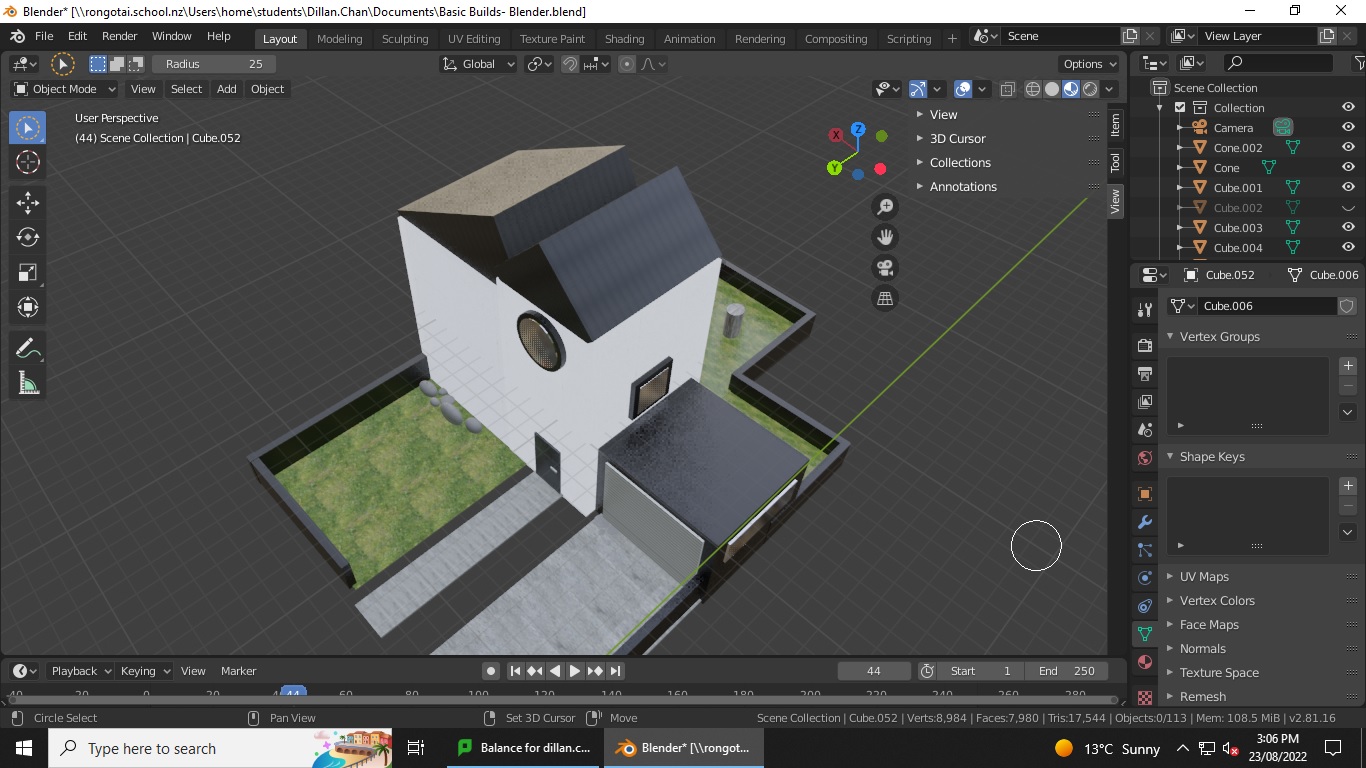 Blender* [\\rongotai.school.nz\Users\home\students\Dillan.Chan\Documents\Basic Builds- Blender.blend]
File Edit Render Window Help Layout Modeling Sculpting UV Editing Texture Paint Shading Animation Rendering Compositing Scripting + Scene View Layer
Radius 25 Global Options
Object Mode View Select Add Object
User Perspective
(44) Scene Collection | Cube.052
X Z Y
View
3D Cursor
Collections
Annotations
Item
Tool
View
Scene Collection
Collection
Camera
Cone.002
Cone
Cube.001
Cube.002
Cube.003
Cube.004
Cube.052 Cube.006
Cube.006
Vertex Groups
Shape Keys
UV Maps
Vertex Colors
Face Maps
Normals
Texture Space
Remesh
Playback Keying View Marker 44 Start 1 End 250
-40 -20 0 20 44 60 80 100 120 140 160 180 200 220 240 260 280
Circle Select Pan View Set 3D Cursor Move Scene Collection | Cube.052 | Verts:8,984 | Faces:7,980 | Tris:17,544 | Objects:0/113 | Mem: 108.5 MiB | v2.81.16
Type here to search Balance for dillan.c... Blender* [\\rongot... 13°C Sunny 3:06 PM
23/08/2022